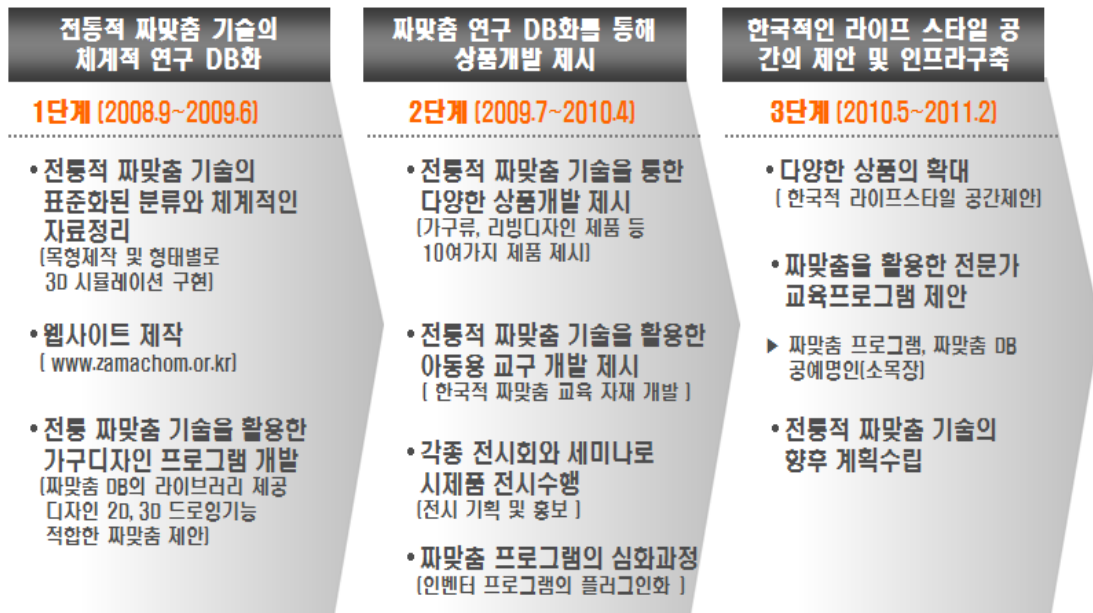 전통적 짜맞춤 기술의
체계적 연구 DB화
1단계 (2008.9~2009.6)
• 전통적 짜맞춤 기술의
표준화된 분류와 체계적인
자료정리
(목형제작 및 형태별로
3D 시뮬레이션 구현)
• 웹사이트 제작
( www.zamachom.or.kr)
• 전통 짜맞춤 기술을 활용한
가구디자인 프로그램 개발
(짜맞춤 DB의 라이브러리 제공
디자인 2D, 3D 드로잉기능
적합한 짜맞춤 제안)
짜맞춤 연구 DB화를 통해
상품개발 제시
2단계 (2009.7~2010.4)
• 전통적 짜맞춤 기술을 통한
다양한 상품개발 제시
(가구류, 리빙디자인 제품 등
10여가지 제품 제시)
• 전통적 짜맞춤 기술을 활용한
아동용 교구 개발 제시
( 한국적 짜맞춤 교육 자재 개발 )
• 각종 전시회와 세미나로
시제품 전시수행
(전시 기획 및 홍보 )
• 짜맞춤 프로그램의 심화과정
(인벤터 프로그램의 플러그인화 )
한국적인 라이프 스타일 공
간의 제안 및 인프라구축
3단계 (2010.5~2011.2)
• 다양한 상품의 확대
( 한국적 라이프스타일 공간제안)
• 짜맞춤을 활용한 전문가
교육프로그램 제안
▶ 짜맞춤 프로그램, 짜맞춤 DB
공예명인(소목장)
• 전통적 짜맞춤 기술의
향후 계획수립